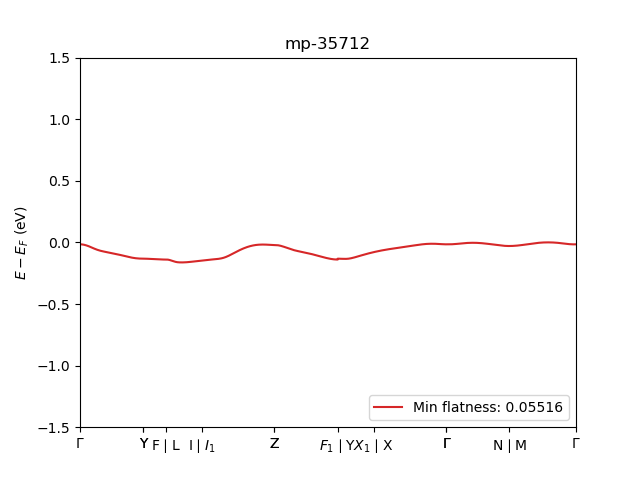 mp-35712
1.5
1.0
0.5
0.0
−0.5
−1.0
−1.5
E − E_F (eV)
Min flatness: 0.05516
Γ Y F | L I | I₁ Z F₁ | Y X₁ | X Γ N | M Γ